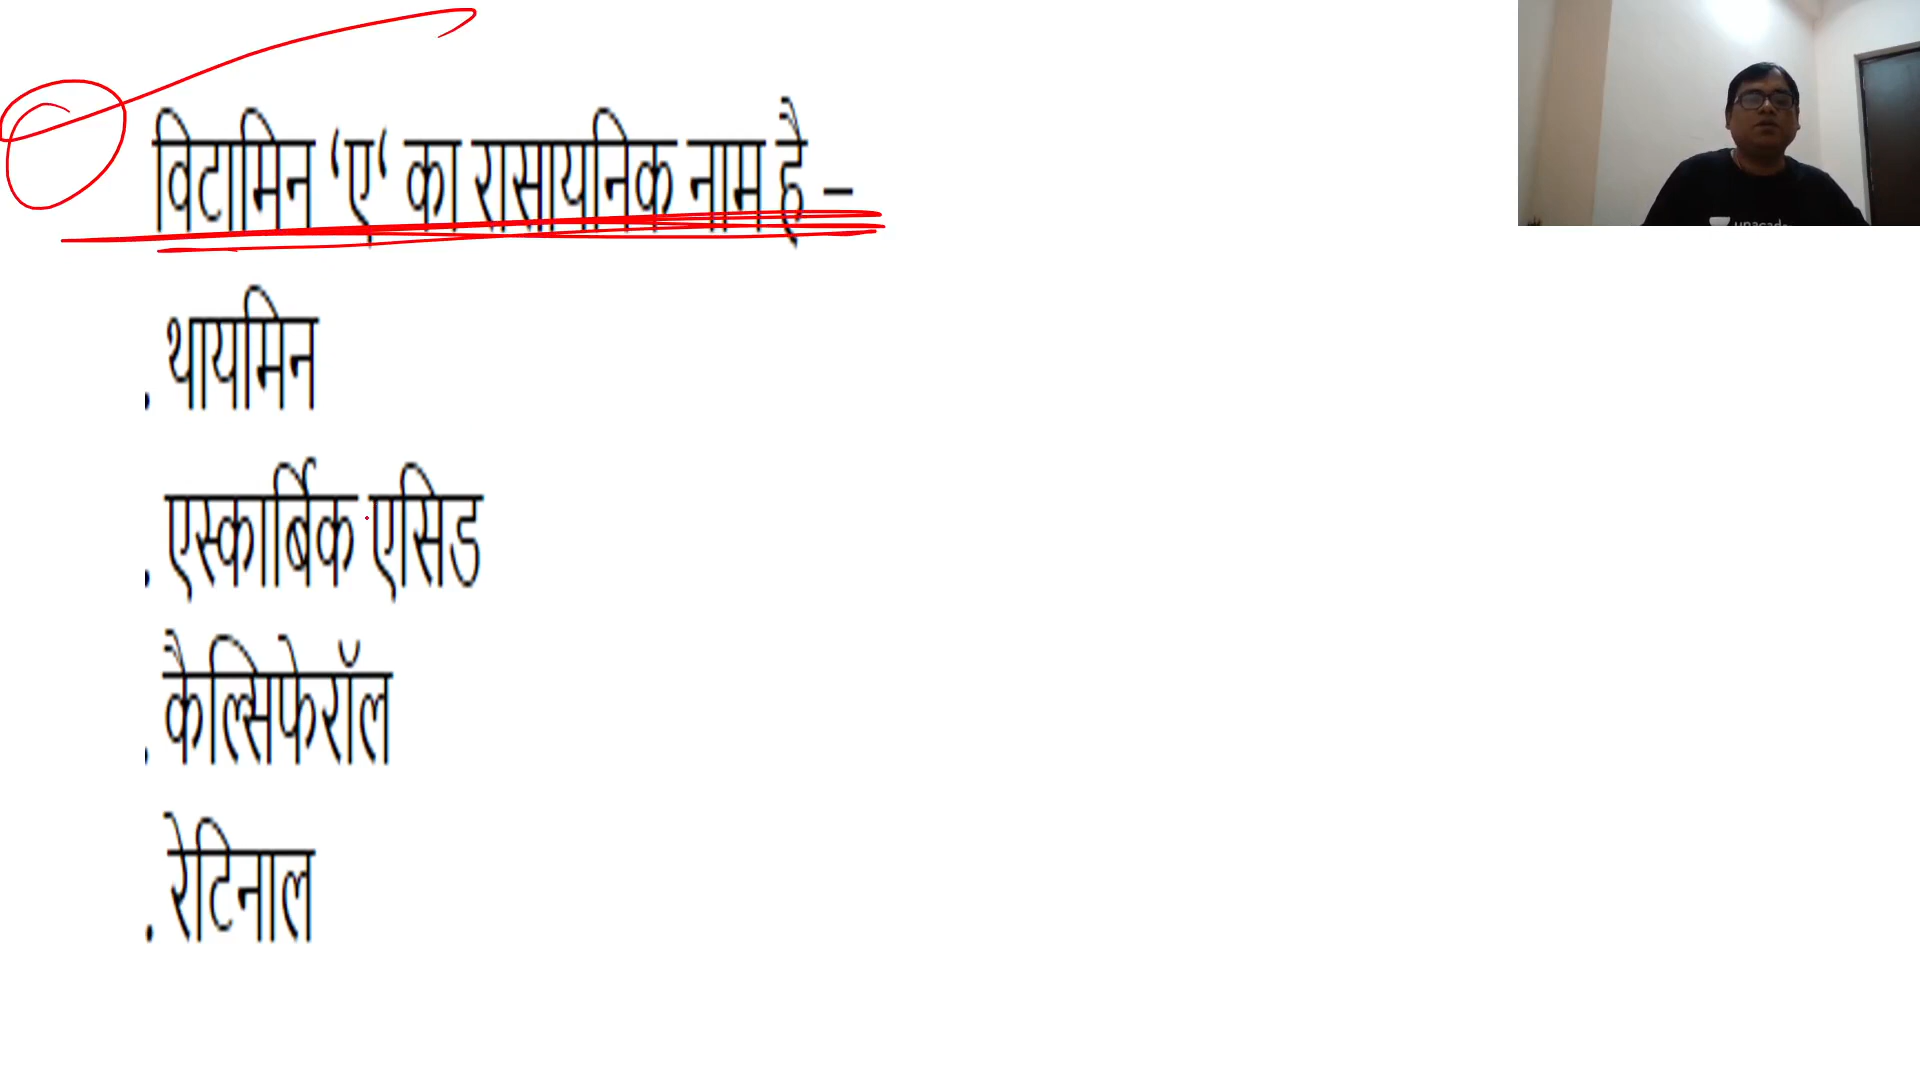 विटामिन ‘ए‘ का रासायनिक नाम है –
. थायमिन
. एस्कार्बिक एसिड
. कैल्सिफेरॉल
. रेटिनाल